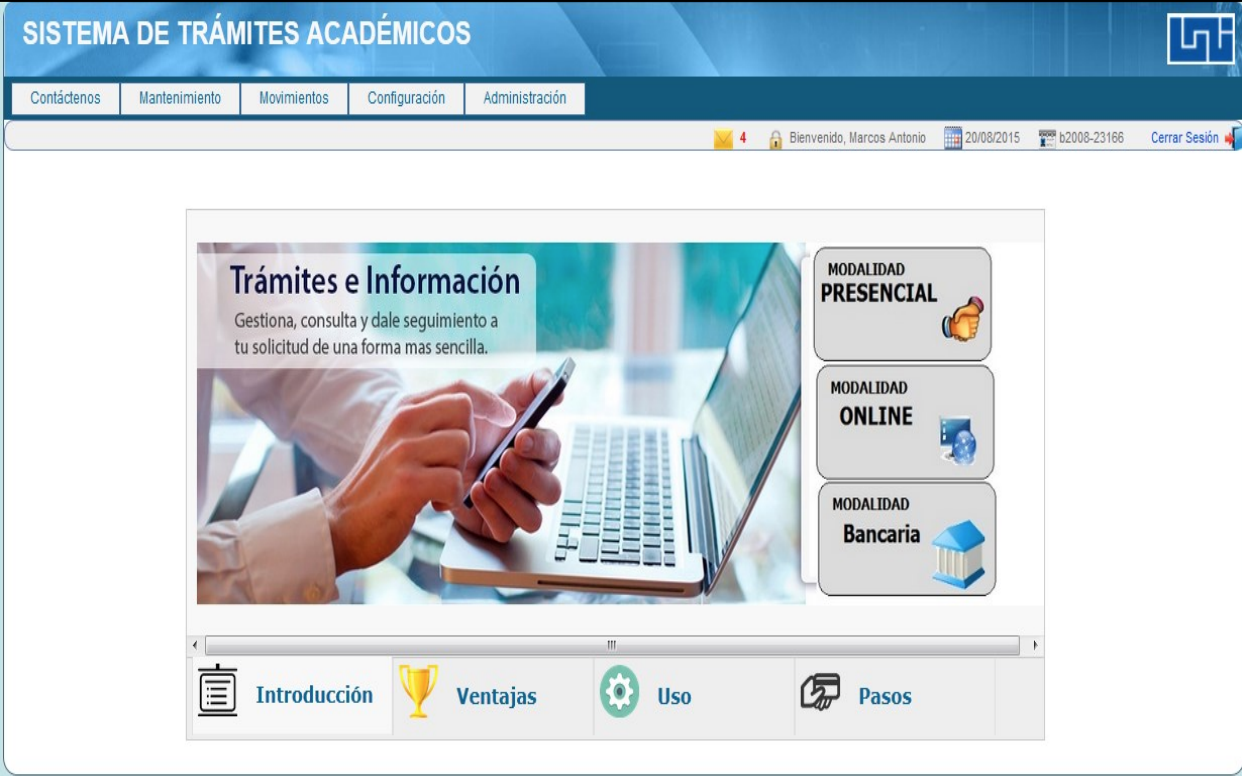 SISTEMA DE TRÁMITES ACADÉMICOS
Contáctenos Mantenimiento Movimientos Configuración Administración
4 Bienvenido, Marcos Antonio 20/08/2015 b2008-23166 Cerrar Sesión
Trámites e Información
Gestiona, consulta y dale seguimiento a
tu solicitud de una forma mas sencilla.
MODALIDAD
PRESENCIAL
MODALIDAD
ONLINE
MODALIDAD
Bancaria
Introducción Ventajas Uso Pasos